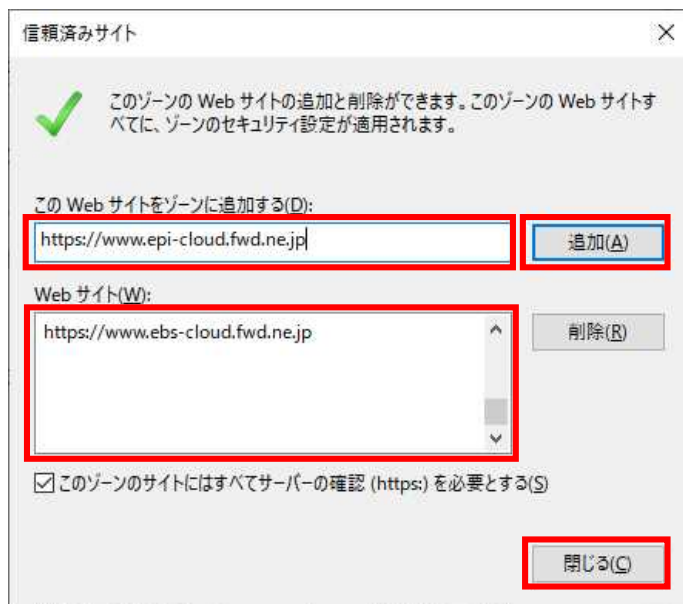 信頼済みサイト
このゾーンの Web サイトの追加と削除ができます。このゾーンの Web サイトす
べてに、ゾーンのセキュリティ設定が適用されます。
この Web サイトをゾーンに追加する(D):
https://www.epi-cloud.fwd.ne.jp
追加(A)
Web サイト(W):
https://www.ebs-cloud.fwd.ne.jp
削除(R)
このゾーンのサイトにはすべてサーバーの確認 (https:) を必要とする(S)
閉じる(C)